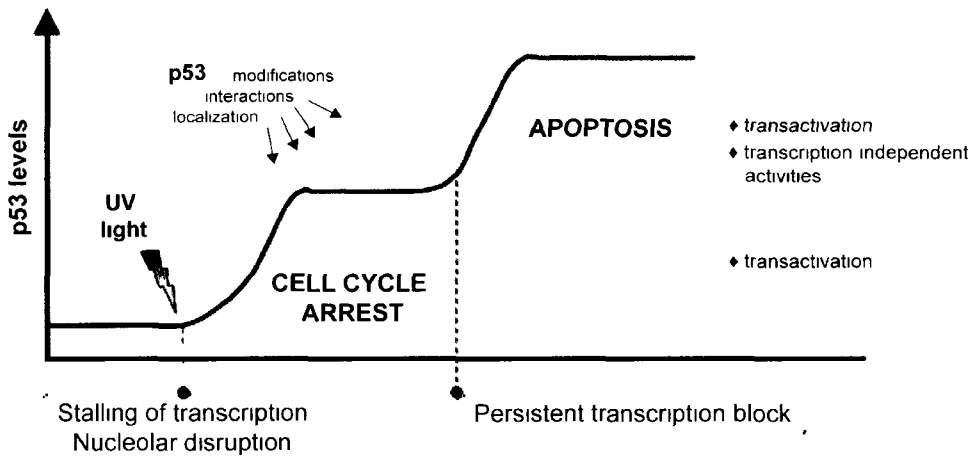 p53 levels
p53 modifications
interactions
localization
UV
light
CELL CYCLE
ARREST
APOPTOSIS
♦ transactivation
♦ transcription independent
activities
♦ transactivation
Stalling of transcription
Nucleolar disruption
Persistent transcription block